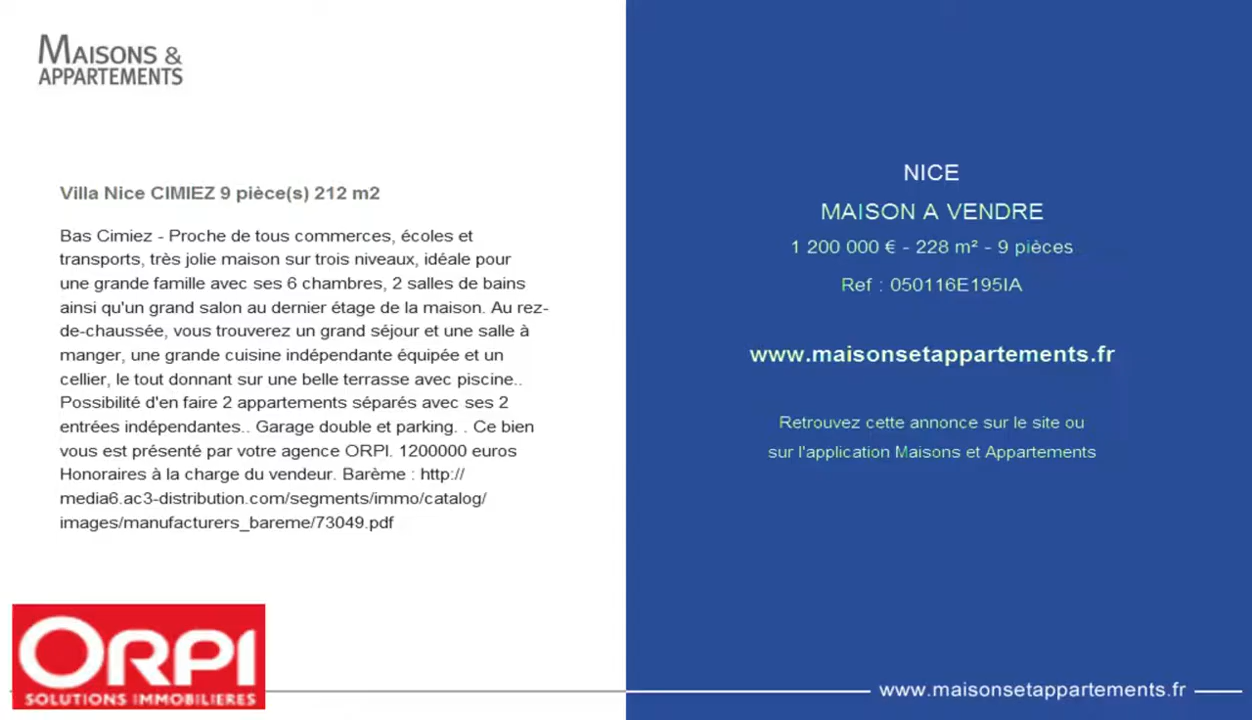 MAISONS &
APPARTEMENTS
Villa Nice CIMIEZ 9 pièce(s) 212 m2
Bas Cimiez - Proche de tous commerces, écoles et
transports, très jolie maison sur trois niveaux, idéale pour
une grande famille avec ses 6 chambres, 2 salles de bains
ainsi qu'un grand salon au dernier étage de la maison. Au rez-
de-chaussée, vous trouverez un grand séjour et une salle à
manger, une grande cuisine indépendante équipée et un
cellier, le tout donnant sur une belle terrasse avec piscine..
Possibilité d'en faire 2 appartements séparés avec ses 2
entrées indépendantes.. Garage double et parking. . Ce bien
vous est présenté par votre agence ORPI. 1200000 euros
Honoraires à la charge du vendeur. Barème : http://
media6.ac3-distribution.com/segments/immo/catalog/
images/manufacturers_bareme/73049.pdf
ORPI
SOLUTIONS IMMOBILIERES
NICE
MAISON A VENDRE
1 200 000 € - 228 m² - 9 pièces
Ref : 050116E195IA
www.maisonsetappartements.fr
Retrouvez cette annonce sur le site ou
sur l'application Maisons et Appartements
www.maisonsetappartements.fr